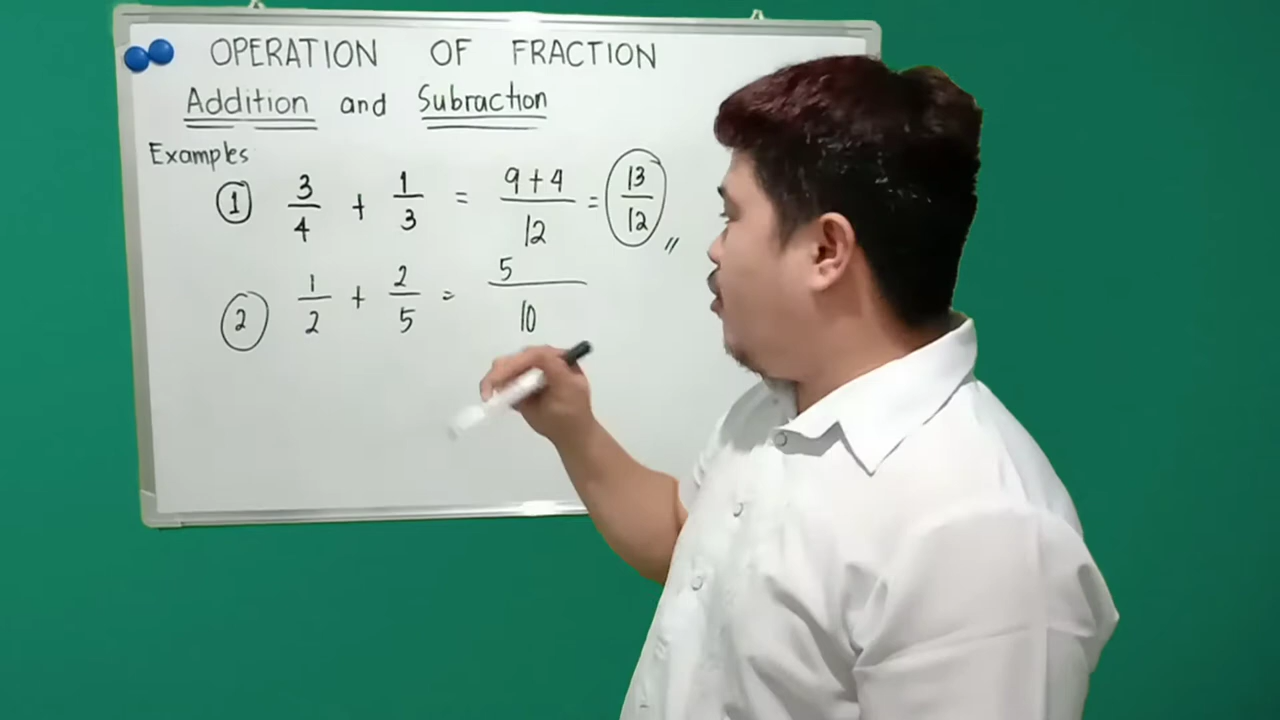 OPERATION OF FRACTION
Addition and Subraction
Examples
① 3/4 + 1/3 = 9+4/12 = 13/12 //
② 1/2 + 2/5 = 5/10